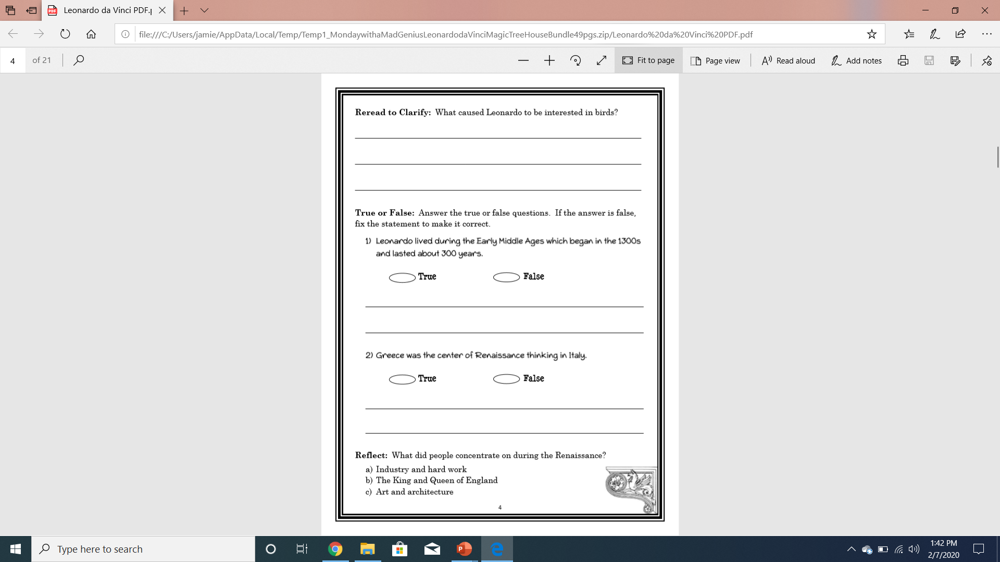 Leonardo da Vinci PDF.p
file:///C:/Users/jamie/AppData/Local/Temp/Temp1_MondaywithaMadGeniusLeonardodaVinciMagicTreeHouseBundle49pgs.zip/Leonardo%20da%20Vinci%20PDF.pdf
4 of 21 Fit to page Page view Read aloud Add notes
Reread to Clarify: What caused Leonardo to be interested in birds?
True or False: Answer the true or false questions. If the answer is false,
fix the statement to make it correct.
1) Leonardo lived during the Early Middle Ages which began in the 1300s
and lasted about 300 years.
True False
2) Greece was the center of Renaissance thinking in Italy.
True False
Reflect: What did people concentrate on during the Renaissance?
a) Industry and hard work
b) The King and Queen of England
c) Art and architecture
4
Type here to search
1:42 PM
2/7/2020